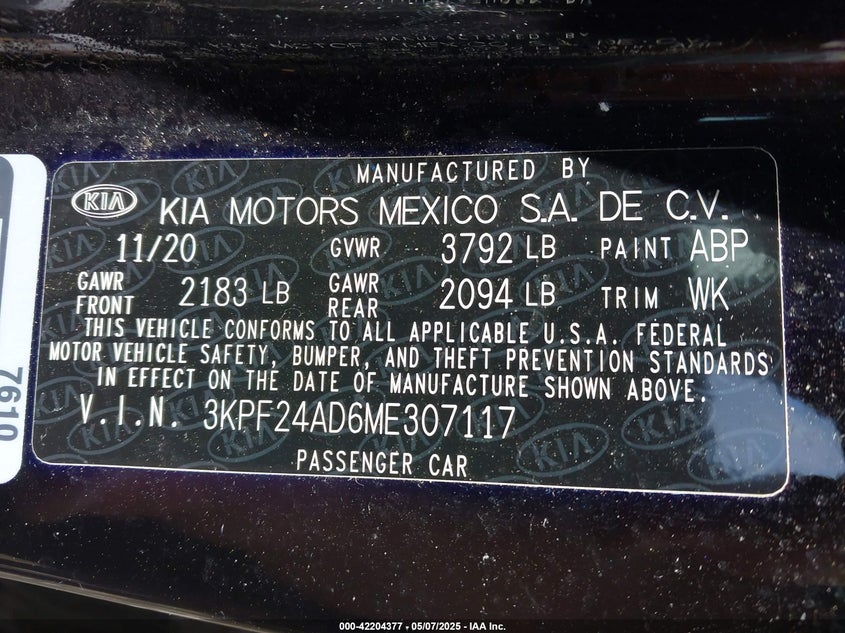 MANUFACTURED BY
KIA KIA MOTORS MEXICO S.A. DE C.V.
11/20 GVWR 3792 LB PAINT ABP
GAWR FRONT 2183 LB GAWR REAR 2094 LB TRIM WK
THIS VEHICLE CONFORMS TO ALL APPLICABLE U.S.A. FEDERAL
MOTOR VEHICLE SAFETY, BUMPER, AND THEFT PREVENTION STANDARDS
IN EFFECT ON THE DATE OF MANUFACTURE SHOWN ABOVE.
V.I.N. 3KPF24AD6ME307117
PASSENGER CAR
7610
000-42204377 - 05/07/2025 - IAA Inc.